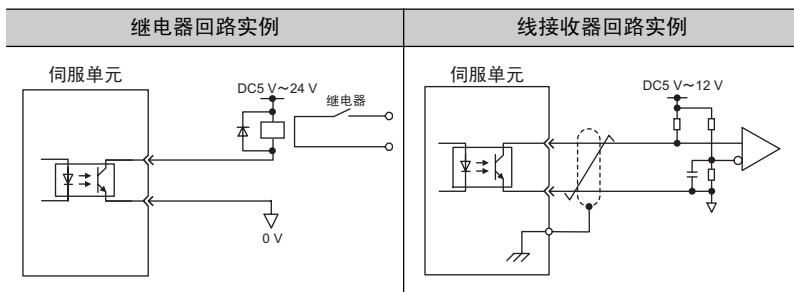 继电器回路实例
线接收器回路实例
伺服单元
DC5 V～24 V
继电器
0 V
伺服单元
DC5 V～12 V